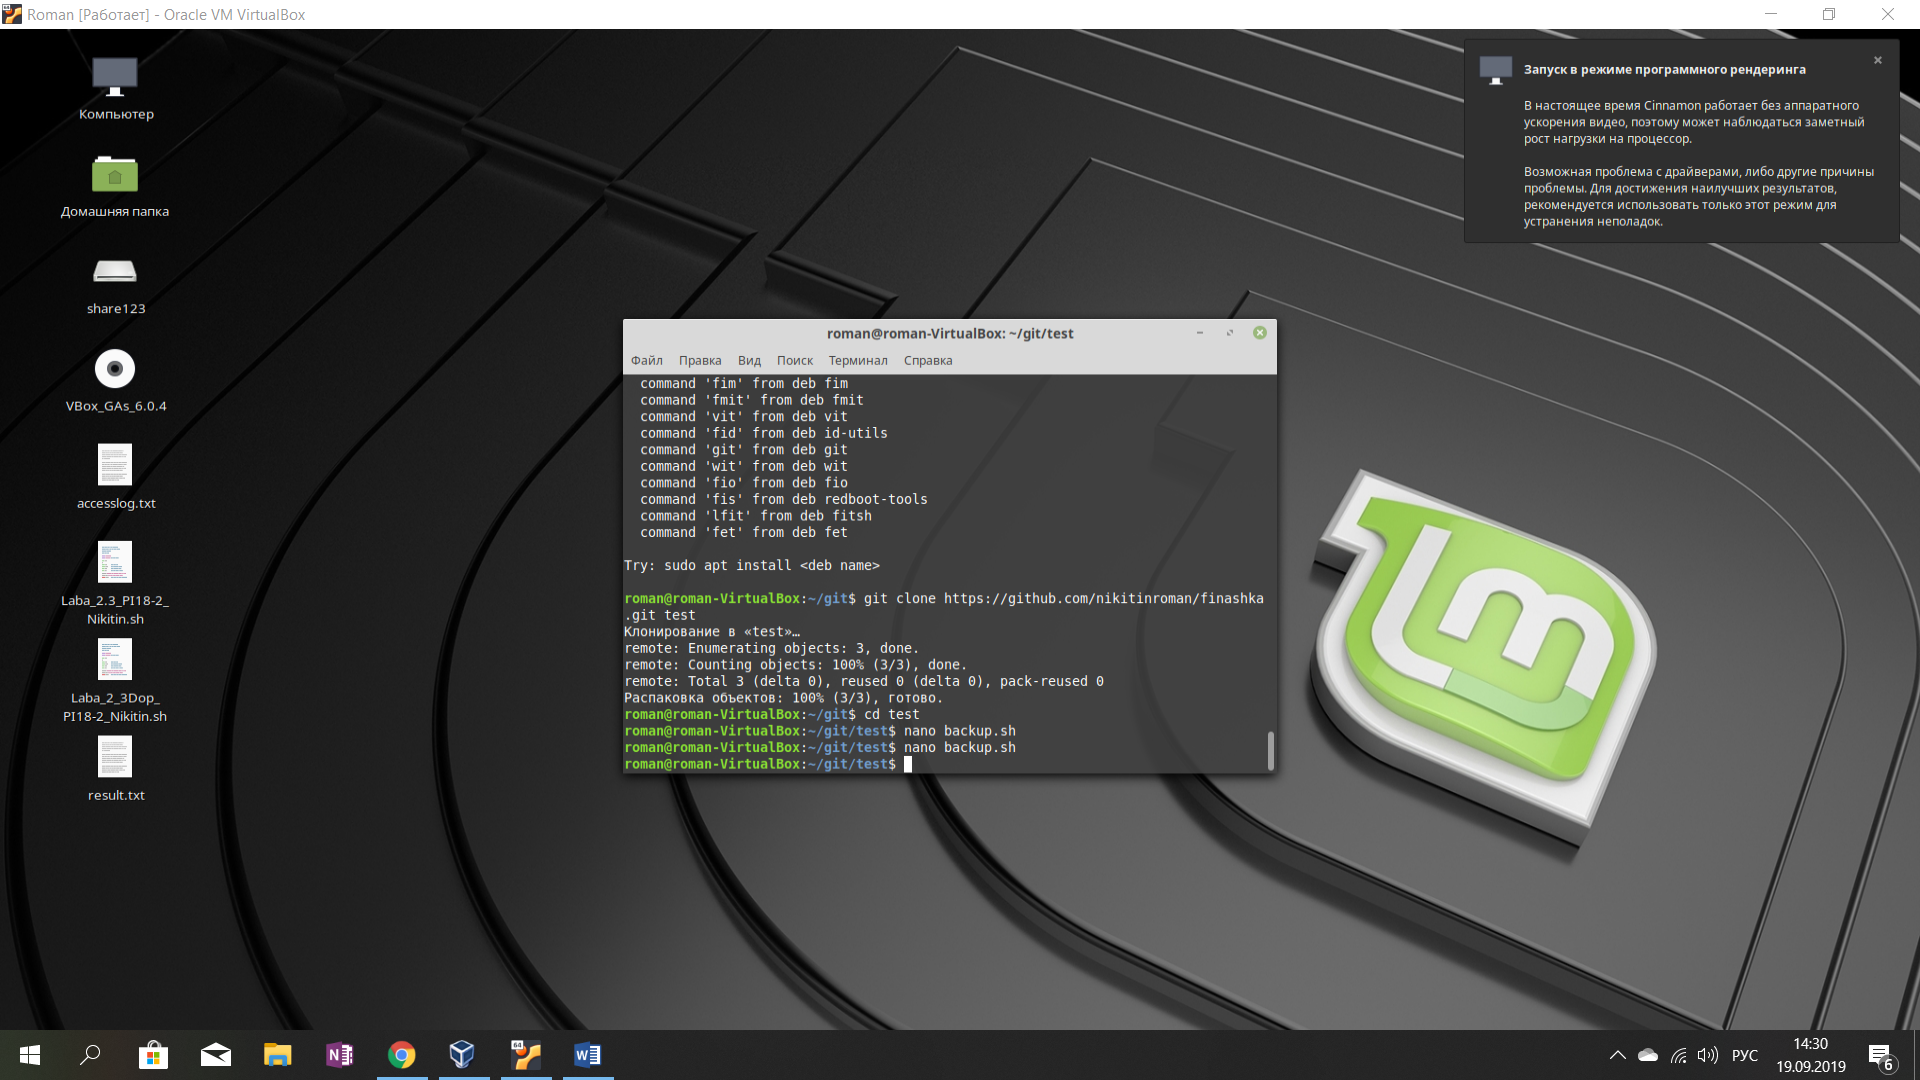 Roman [Работает] - Oracle VM VirtualBox
Компьютер
Домашняя папка
share123
VBox_GAs_6.0.4
accesslog.txt
Laba_2.3_PI18-2_
Nikitin.sh
Laba_2_3Dop_
PI18-2_Nikitin.sh
result.txt
Запуск в режиме программного рендеринга
В настоящее время Cinnamon работает без аппаратного
ускорения видео, поэтому может наблюдаться заметный
рост нагрузки на процессор.
Возможная проблема с драйверами, либо другие причины
проблемы. Для достижения наилучших результатов,
рекомендуется использовать только этот режим для
устранения неполадок.
roman@roman-VirtualBox: ~/git/test
Файл Правка Вид Поиск Терминал Справка
command 'fim' from deb fim
command 'fmit' from deb fmit
command 'vit' from deb vit
command 'fid' from deb id-utils
command 'git' from deb git
command 'wit' from deb wit
command 'fio' from deb fio
command 'fis' from deb redboot-tools
command 'lfit' from deb fitsh
command 'fet' from deb fet
Try: sudo apt install <deb name>
roman@roman-VirtualBox:~/git$ git clone https://github.com/nikitinroman/finashka
.git test
Клонирование в «test»…
remote: Enumerating objects: 3, done.
remote: Counting objects: 100% (3/3), done.
remote: Total 3 (delta 0), reused 0 (delta 0), pack-reused 0
Распаковка объектов: 100% (3/3), готово.
roman@roman-VirtualBox:~/git$ cd test
roman@roman-VirtualBox:~/git/test$ nano backup.sh
roman@roman-VirtualBox:~/git/test$ nano backup.sh
roman@roman-VirtualBox:~/git/test$
lm
N
64
W
РУС
14:30
19.09.2019
6